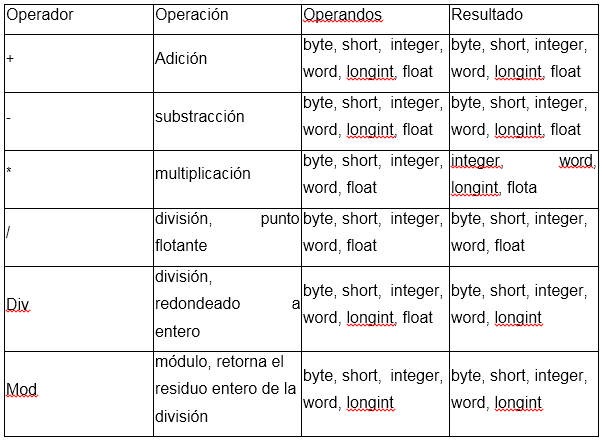 Operador Operación Operandos Resultado
+ Adición byte, short, integer, word, longint, float byte, short, integer, word, longint, float
- substracción byte, short, integer, word, longint, float byte, short, integer, word, longint, float
* multiplicación byte, short, integer, word, float integer, word, longint, flota
/ división, punto flotante byte, short, integer, word, float byte, short, integer, word, float
Div división, redondeado a entero byte, short, integer, word, longint, float byte, short, integer, word, longint
Mod módulo, retorna el residuo entero de la división byte, short, integer, word, longint byte, short, integer, word, longint